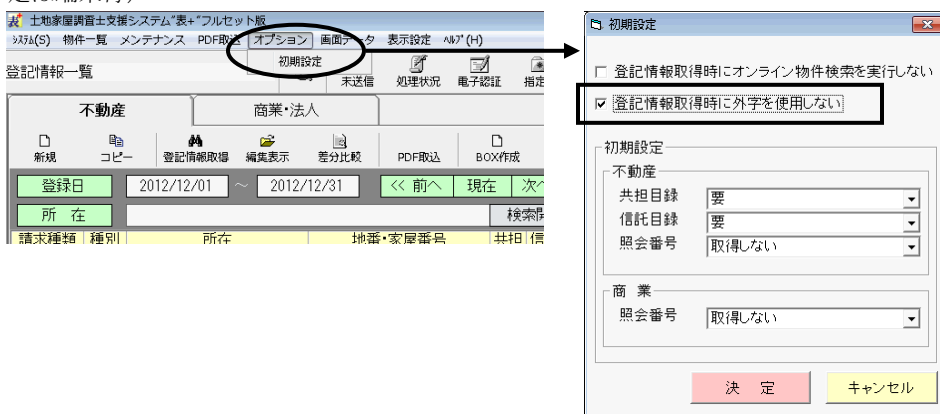 土地家屋調査士支援システム“表+”フルセット版
ｼｽﾃﾑ(S) 物件一覧 メンテナンス PDF取込 オプション 画面データ 表示設定 ﾍﾙﾌﾟ(H)
初期設定
登記情報一覧
未送信 処理状況 電子認証 指定
不動産 商業・法人
新規 コピー 登記情報取得 編集表示 差分比較 PDF取込 BOX作成
登録日 2012/12/01 ～ 2012/12/31 << 前へ 現在 次へ
所 在
請求種類 種別 所在 地番・家屋番号 共担
初期設定
登記情報取得時にオンライン物件検索を実行しない
登記情報取得時に外字を使用しない
初期設定
不動産
共担目録 要
信託目録 要
照会番号 取得しない
商 業
照会番号 取得しない
決 定 キャンセル